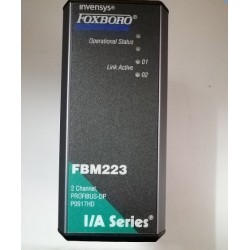 invensys®
FOXBORO
Operational Status
01
Link Active
02
FBM223
2 Channel,
PROFIBUS-DP
P0917HD
I/A Series®